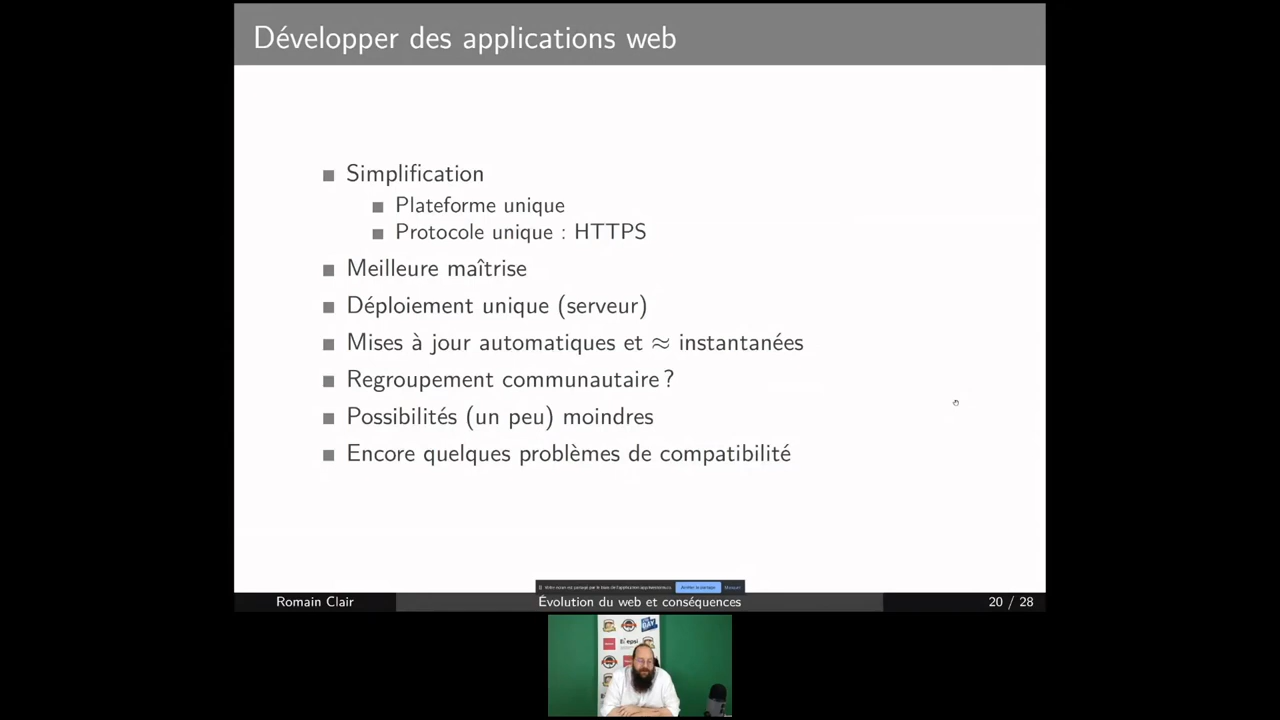 Développer des applications web
Simplification
Plateforme unique
Protocole unique : HTTPS
Meilleure maîtrise
Déploiement unique (serveur)
Mises à jour automatiques et ≈ instantanées
Regroupement communautaire ?
Possibilités (un peu) moindres
Encore quelques problèmes de compatibilité
Romain Clair
Évolution du web et conséquences
20 / 28
epsi